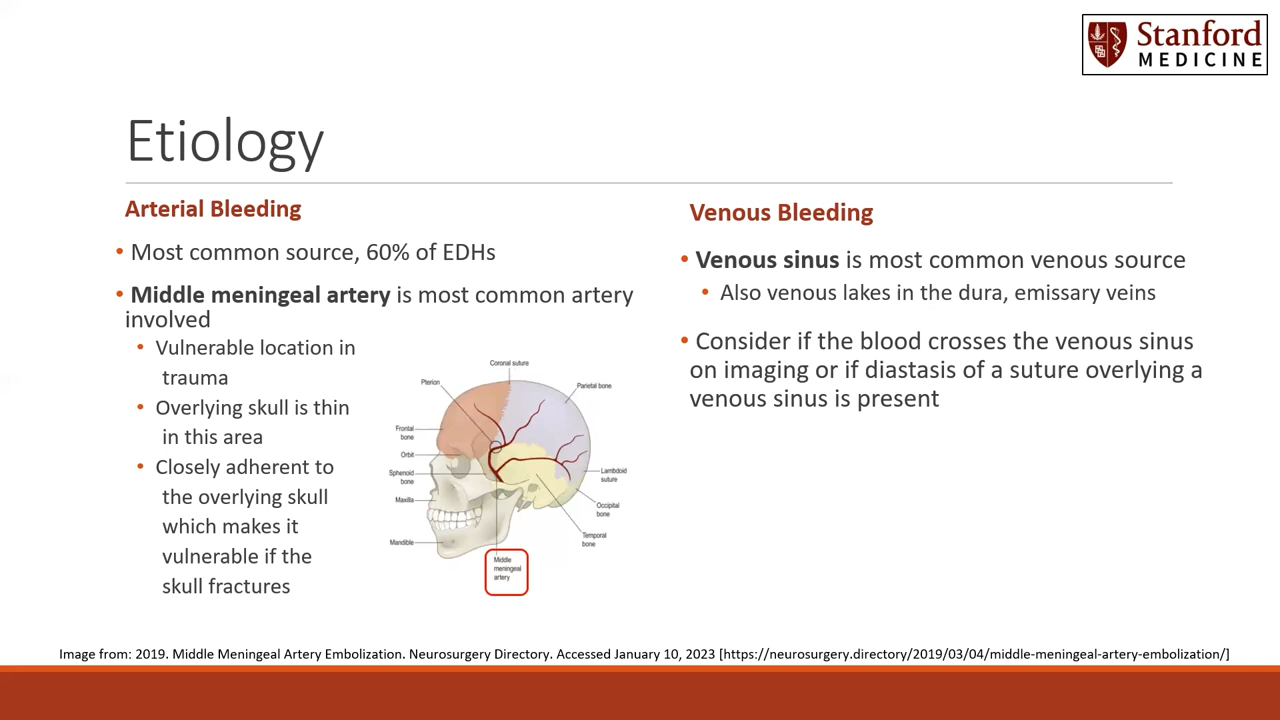 Stanford
MEDICINE
Etiology
Arterial Bleeding
• Most common source, 60% of EDHs
• Middle meningeal artery is most common artery
involved
• Vulnerable location in
trauma
• Overlying skull is thin
in this area
• Closely adherent to
the overlying skull
which makes it
vulnerable if the
skull fractures
Coronal suture
Pterion
Parietal bone
Frontal
bone
Orbit
Sphenoid
bone
Maxilla
Mandible
Lambdoid
suture
Occipital
bone
Temporal
bone
Middle
meningeal
artery
Venous Bleeding
• Venous sinus is most common venous source
• Also venous lakes in the dura, emissary veins
• Consider if the blood crosses the venous sinus
on imaging or if diastasis of a suture overlying a
venous sinus is present
Image from: 2019. Middle Meningeal Artery Embolization. Neurosurgery Directory. Accessed January 10, 2023 [https://neurosurgery.directory/2019/03/04/middle-meningeal-artery-embolization/]